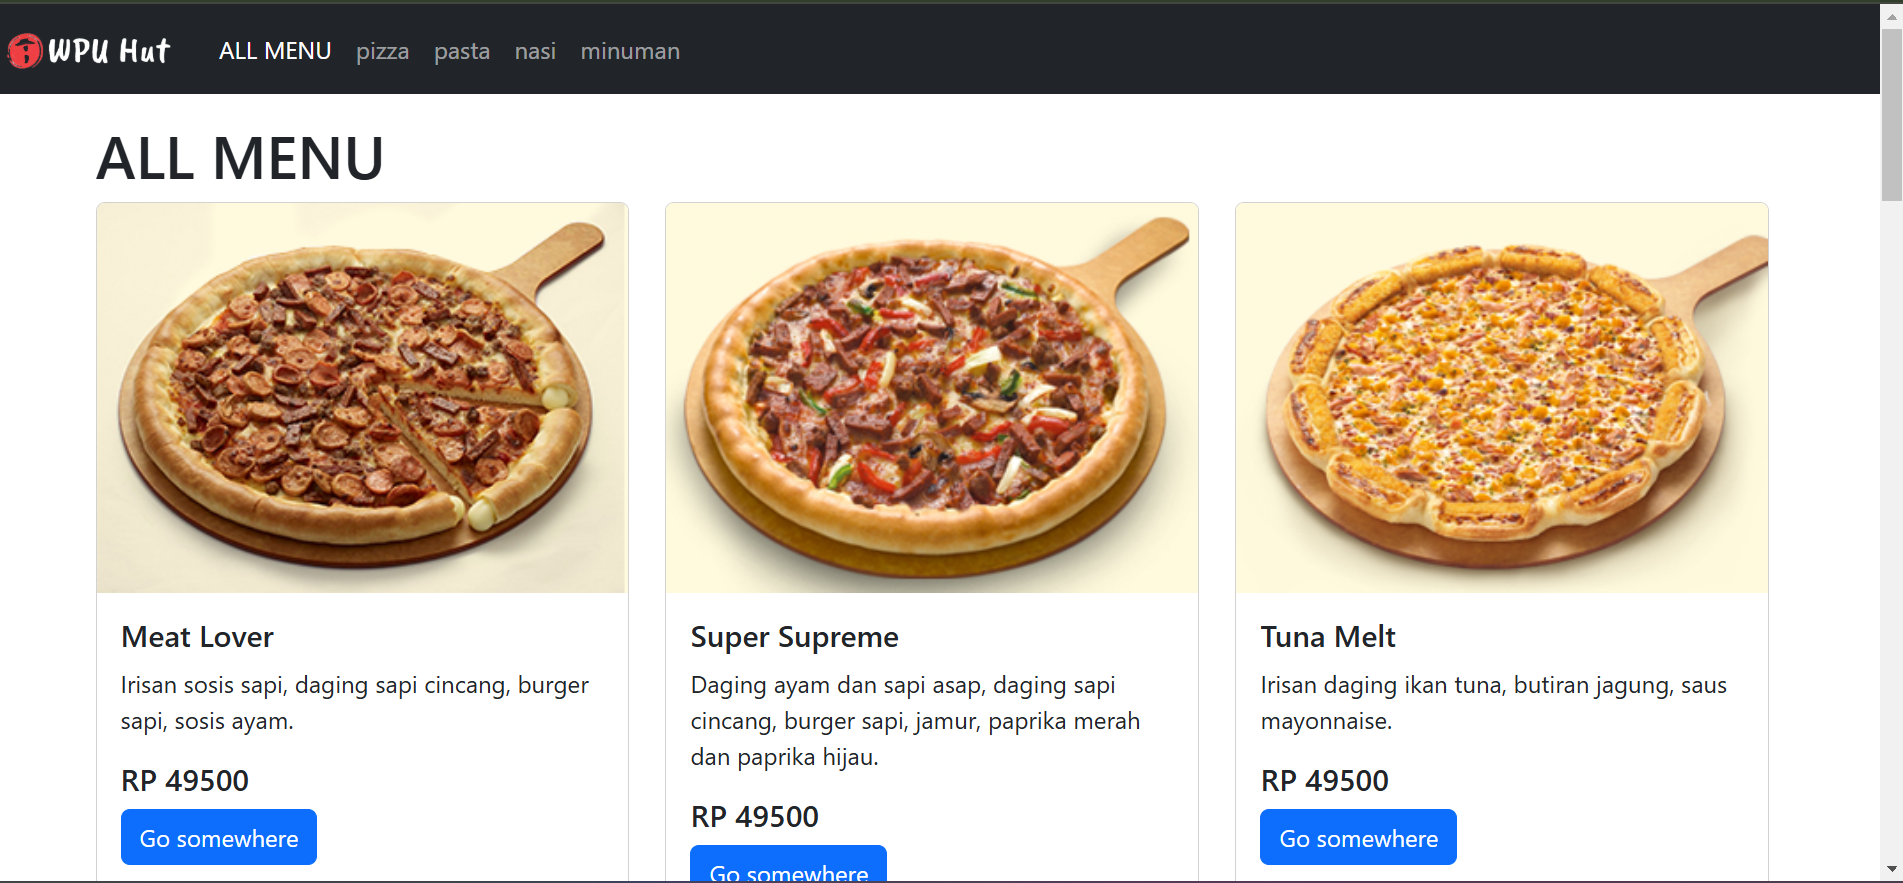 WPU Hut ALL MENU pizza pasta nasi minuman
ALL MENU
Meat Lover
Irisan sosis sapi, daging sapi cincang, burger
sapi, sosis ayam.
RP 49500
Go somewhere
Super Supreme
Daging ayam dan sapi asap, daging sapi
cincang, burger sapi, jamur, paprika merah
dan paprika hijau.
RP 49500
Go somewhere
Tuna Melt
Irisan daging ikan tuna, butiran jagung, saus
mayonnaise.
RP 49500
Go somewhere